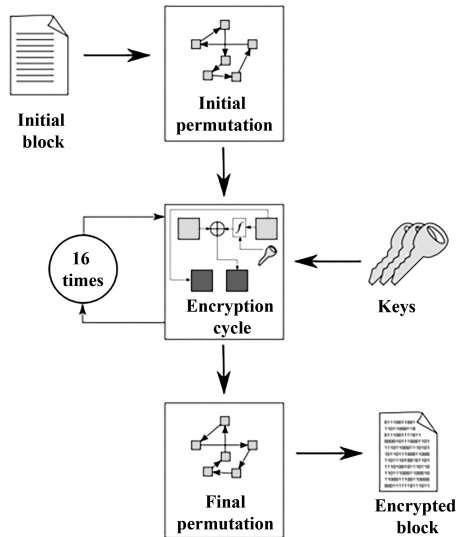 Initial
block
Initial
permutation
16
times
f
Encryption
cycle
Keys
Final
permutation
Encrypted
block